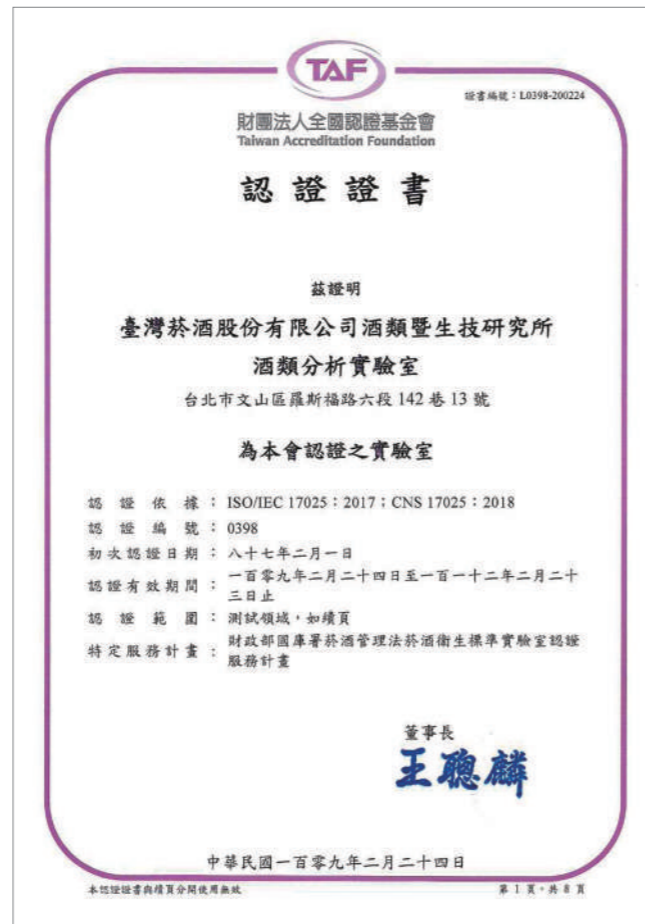 TAF
證書編號：L0398-200224
財團法人全國認證基金會
Taiwan Accreditation Foundation
認證證書
茲證明
臺灣菸酒股份有限公司酒類暨生技研究所
酒類分析實驗室
台北市文山區羅斯福路六段 142 巷 13 號
為本會認證之實驗室
認證依據：ISO/IEC 17025：2017；CNS 17025：2018
認證編號：0398
初次認證日期：八十七年二月一日
認證有效期間：一百零九年二月二十四日至一百一十二年二月二十
三日止
認證範圍：測試領域，如續頁
特定服務計畫：財政部國庫署菸酒管理法菸酒衛生標準實驗室認證
服務計畫
董事長
王聰麟
中華民國一百零九年二月二十四日
本認證證書與續頁分開使用無效
第 1 頁，共 8 頁